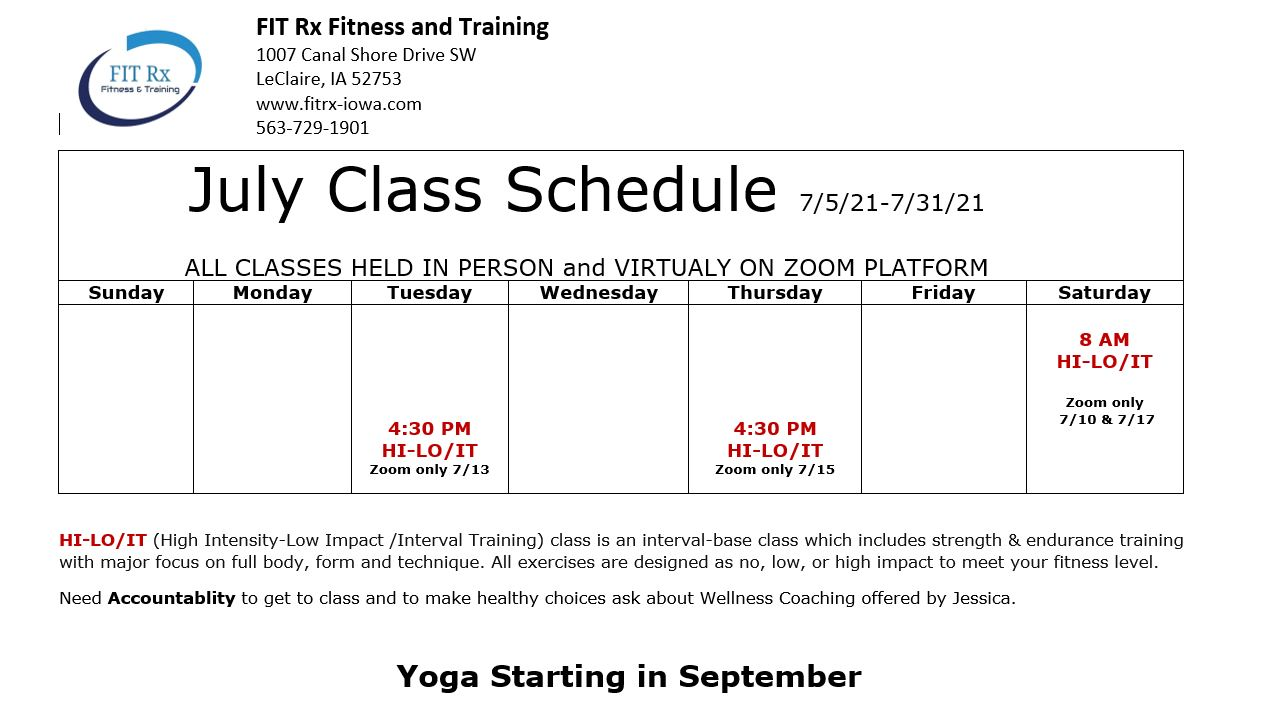 FIT Rx
Fitness & Training
FIT Rx Fitness and Training
1007 Canal Shore Drive SW
LeClaire, IA 52753
www.fitrx-iowa.com
563-729-1901
July Class Schedule 7/5/21-7/31/21
ALL CLASSES HELD IN PERSON and VIRTUALY ON ZOOM PLATFORM
Sunday Monday Tuesday Wednesday Thursday Friday Saturday
4:30 PM
HI-LO/IT
Zoom only 7/13
4:30 PM
HI-LO/IT
Zoom only 7/15
8 AM
HI-LO/IT
Zoom only
7/10 & 7/17
HI-LO/IT (High Intensity-Low Impact /Interval Training) class is an interval-base class which includes strength & endurance training
with major focus on full body, form and technique. All exercises are designed as no, low, or high impact to meet your fitness level.
Need Accountablity to get to class and to make healthy choices ask about Wellness Coaching offered by Jessica.
Yoga Starting in September